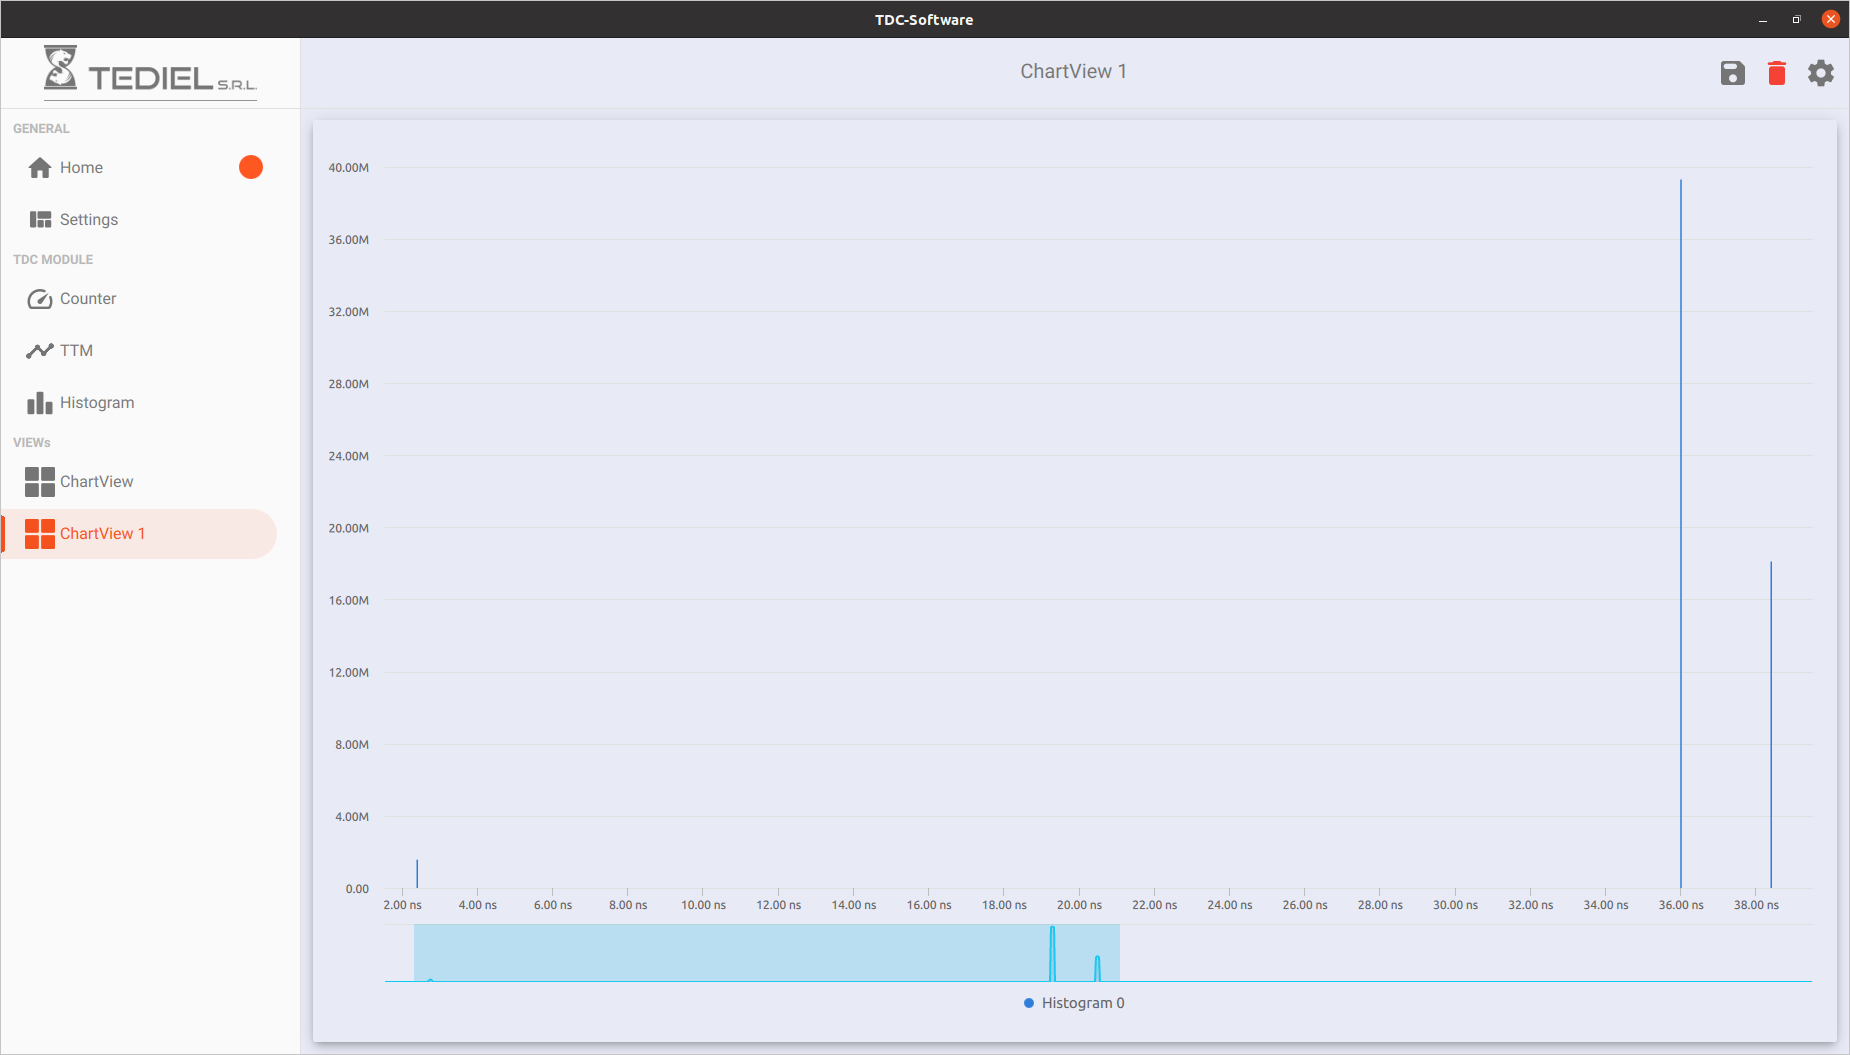 TDC-Software
TEDIEL S.R.L.
ChartView 1
GENERAL
Home
Settings
TDC MODULE
Counter
TTM
Histogram
VIEWs
ChartView
ChartView 1
40.00M
36.00M
32.00M
28.00M
24.00M
20.00M
16.00M
12.00M
8.00M
4.00M
0.00
2.00 ns 4.00 ns 6.00 ns 8.00 ns 10.00 ns 12.00 ns 14.00 ns 16.00 ns 18.00 ns 20.00 ns 22.00 ns 24.00 ns 26.00 ns 28.00 ns 30.00 ns 32.00 ns 34.00 ns 36.00 ns 38.00 ns
Histogram 0